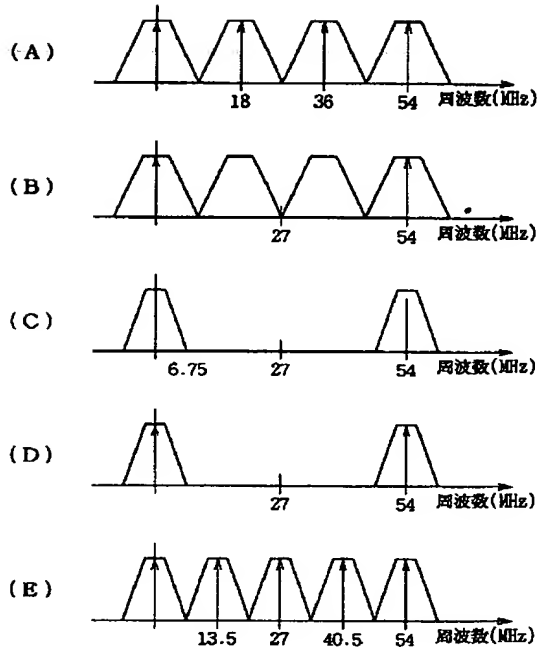 (A)
18 36 54 周波数(MHz)
(B)
27 54 周波数(MHz)
(C)
6.75 27 54 周波数(MHz)
(D)
27 54 周波数(MHz)
(E)
13.5 27 40.5 54 周波数(MHz)